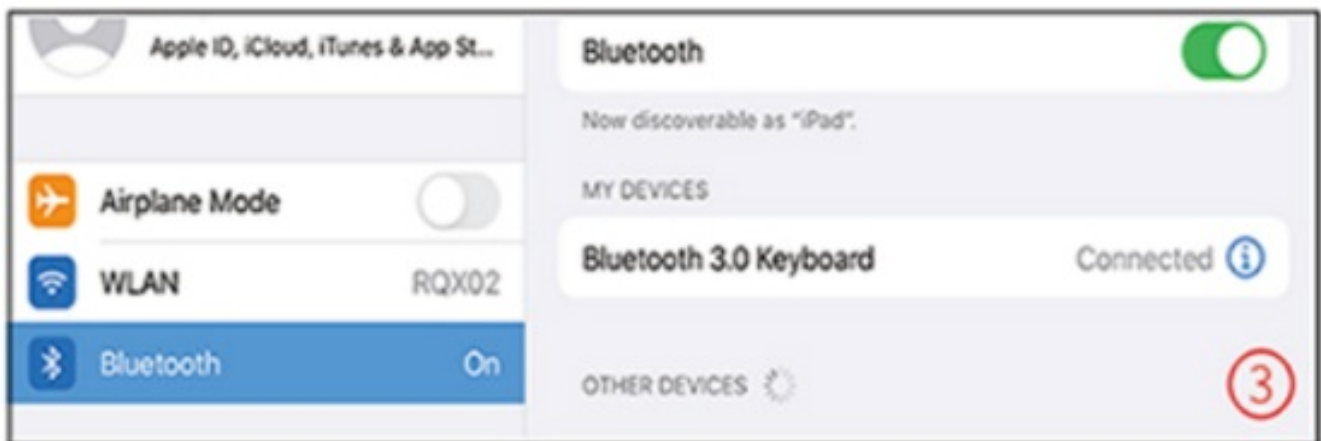 Apple ID, iCloud, iTunes & App St...
Airplane Mode
WLAN RQX02
Bluetooth On
Bluetooth
Now discoverable as "iPad".
MY DEVICES
Bluetooth 3.0 Keyboard Connected
OTHER DEVICES
3